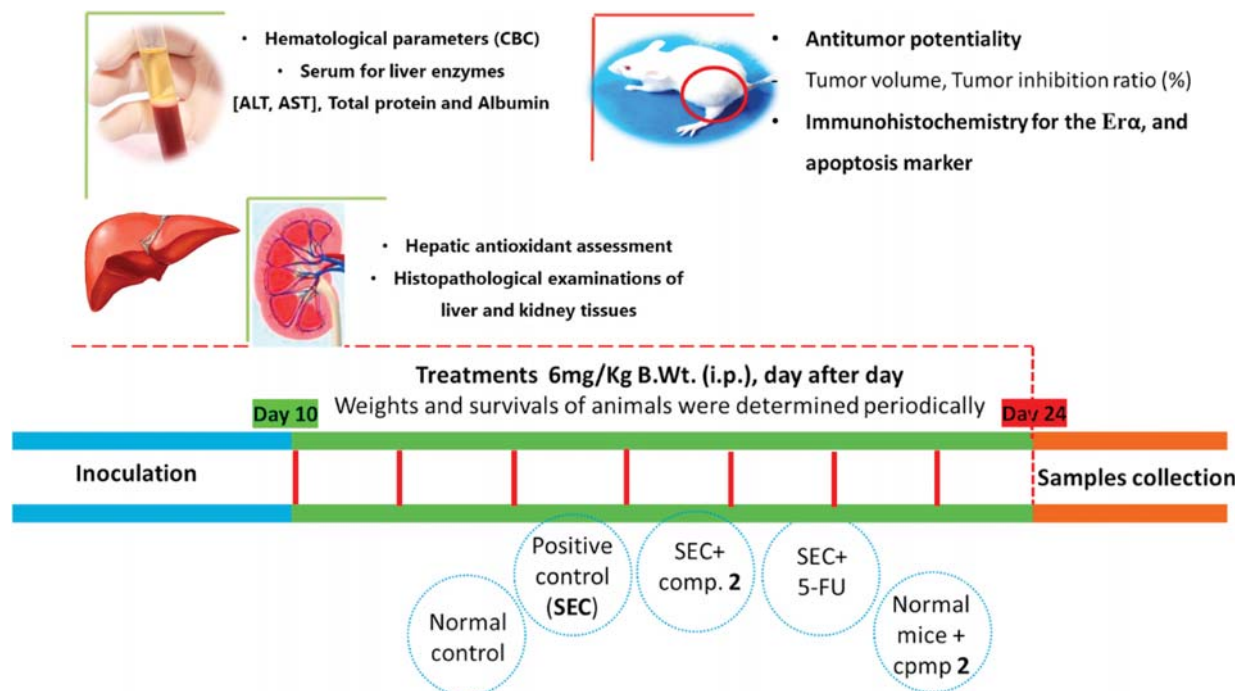 • Hematological parameters (CBC)
• Serum for liver enzymes
[ALT, AST], Total protein and Albumin
• Antitumor potentiality
- Tumor volume, Tumor inhibition ratio (%)
• Immunohistochemistry for the Erα, and
apoptosis marker
• Hepatic antioxidant assessment
• Histopathological examinations of
liver and kidney tissues
Treatments 6mg/Kg B.Wt. (i.p.), day after day
Weights and survivals of animals were determined periodically
Day 10
Day 24
Inoculation
Samples collection
Normal
control
Positive
control
(SEC)
SEC+
comp. 2
SEC+
5-FU
Normal
mice +
cpmp 2